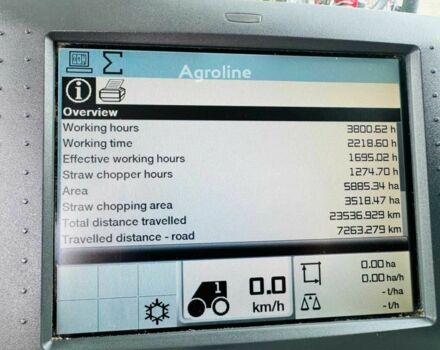 Agroline
Overview
Working hours 3800.62 h
Working time 2218.60 h
Effective working hours 1695.02 h
Straw chopper hours 1274.70 h
Area 5885.34 ha
Straw chopping area 3518.47 ha
Total distance travelled 23536.929 km
Travelled distance - road 7263.279 km
1 0.0 km/h
0.00 ha
0.00 ha/h
- t/ha
- t/h